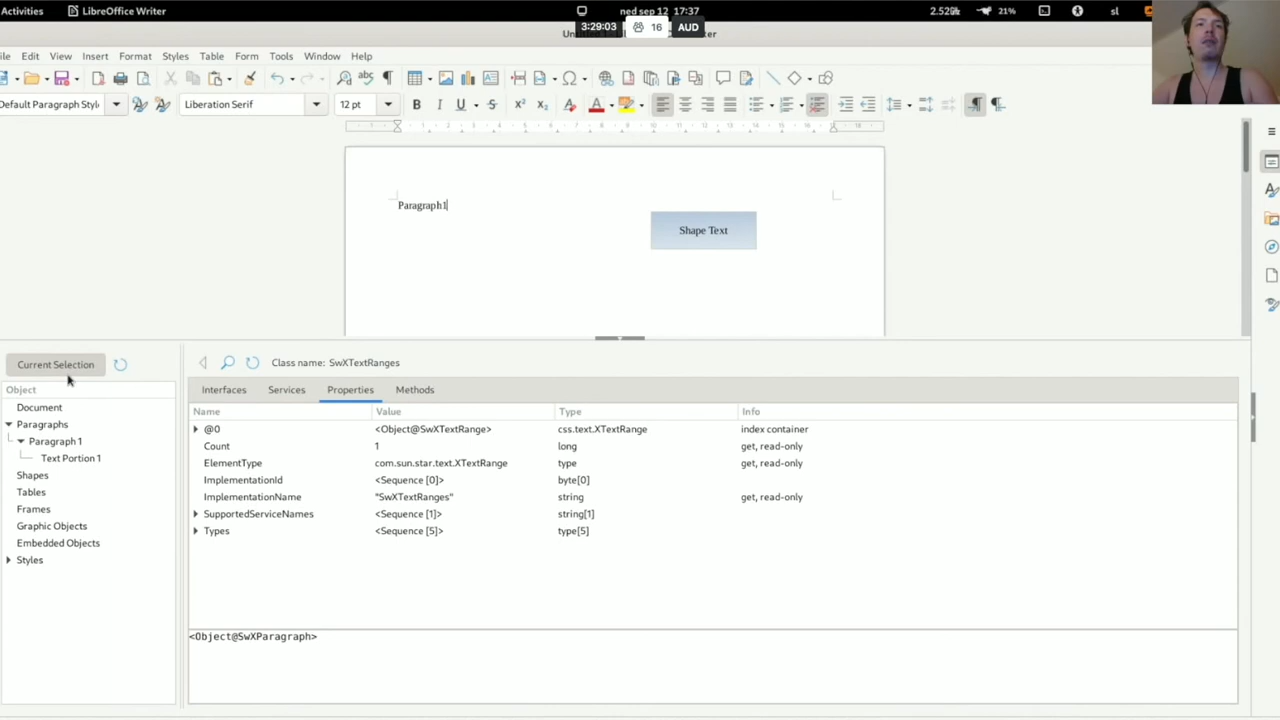 Activities LibreOffice Writer ned sep 12 17:37 21% sl
3:29:03 16 AUD
ile Edit View Insert Format Styles Table Form Tools Window Help
Default Paragraph Styl Liberation Serif 12 pt
Paragraph1
Shape Text
Current Selection Class name: SwXTextRanges
Object Interfaces Services Properties Methods
Name Value Type Info
Document
Paragraphs
Paragraph 1
Text Portion 1
Shapes
Tables
Frames
Graphic Objects
Embedded Objects
Styles
@0 <Object@SwXTextRange> css.text.XTextRange index container
Count 1 long get, read-only
ElementType com.sun.star.text.XTextRange type get, read-only
ImplementationId <Sequence [0]> byte[0]
ImplementationName "SwXTextRanges" string get, read-only
SupportedServiceNames <Sequence [1]> string[1]
Types <Sequence [5]> type[5]
<Object@SwXParagraph>